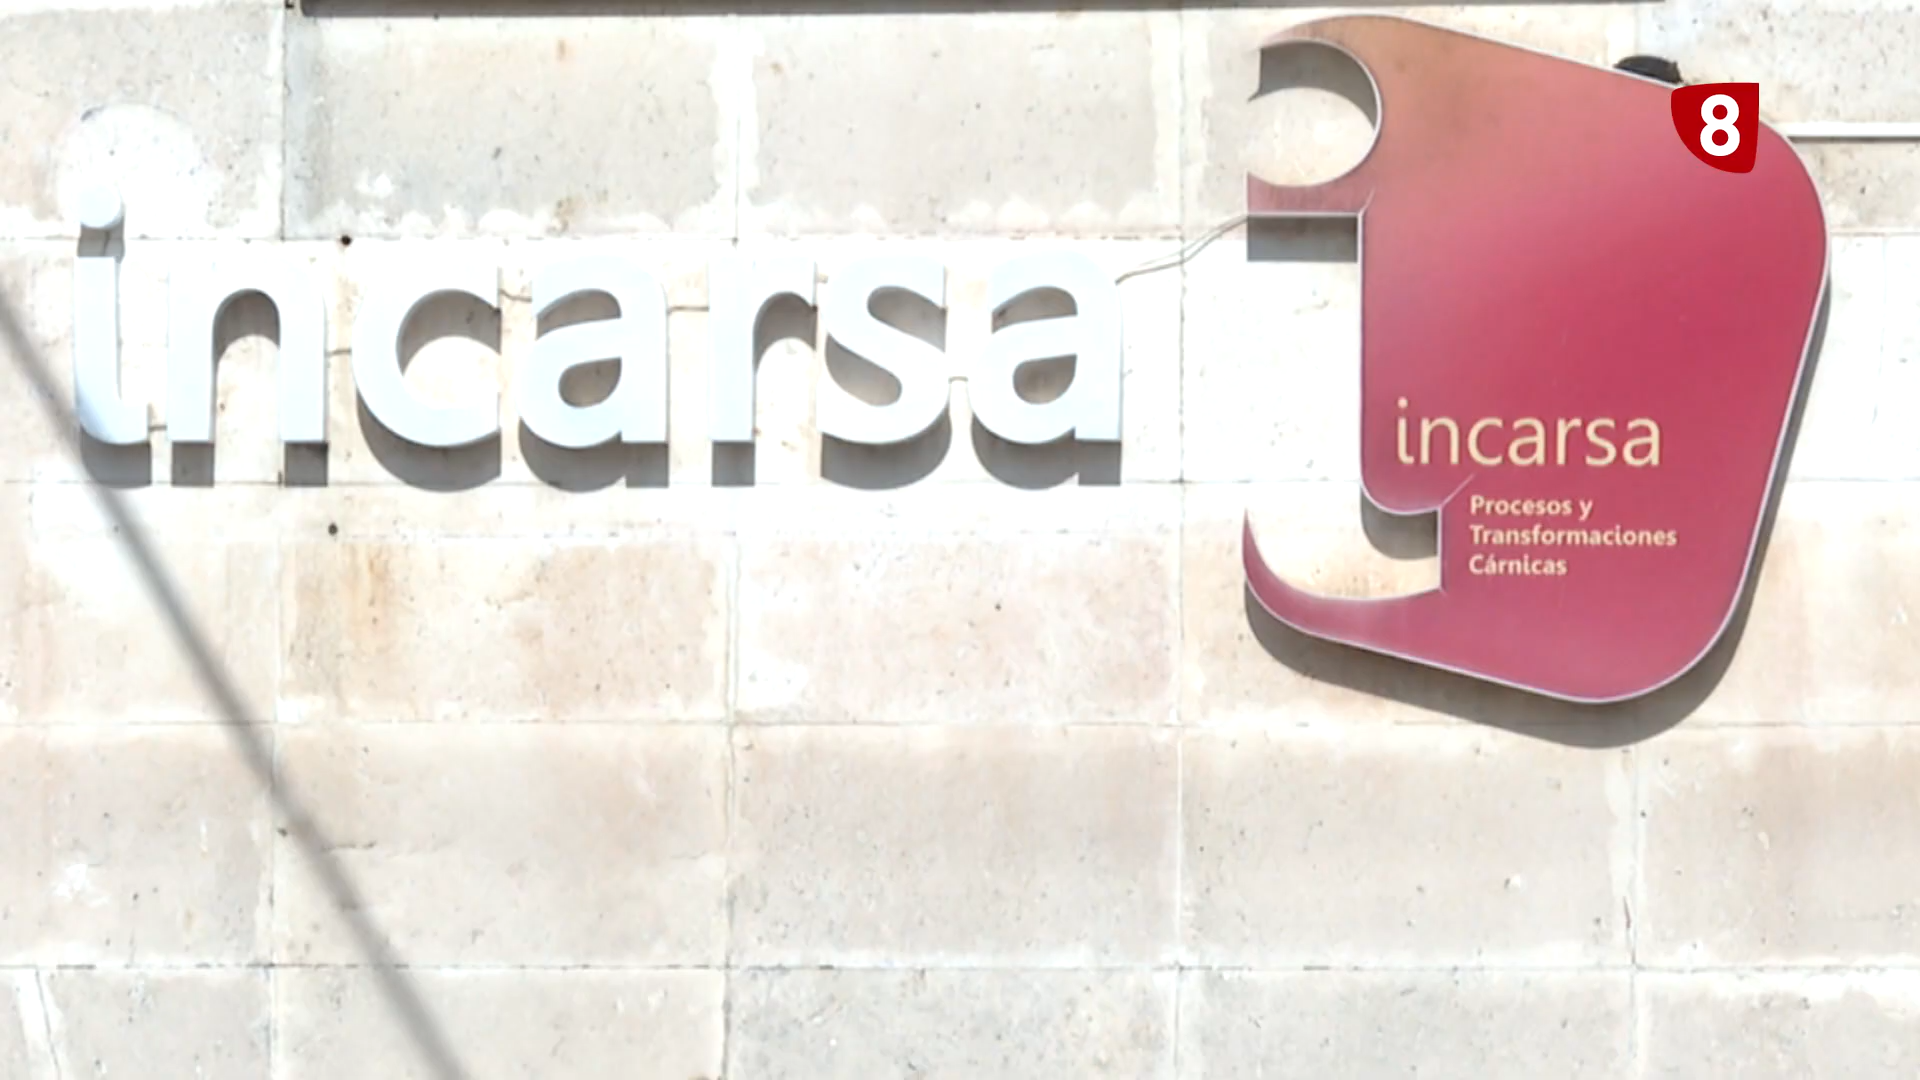 incarsa
8
incarsa
Procesos y
Transformaciones
Cárnicas